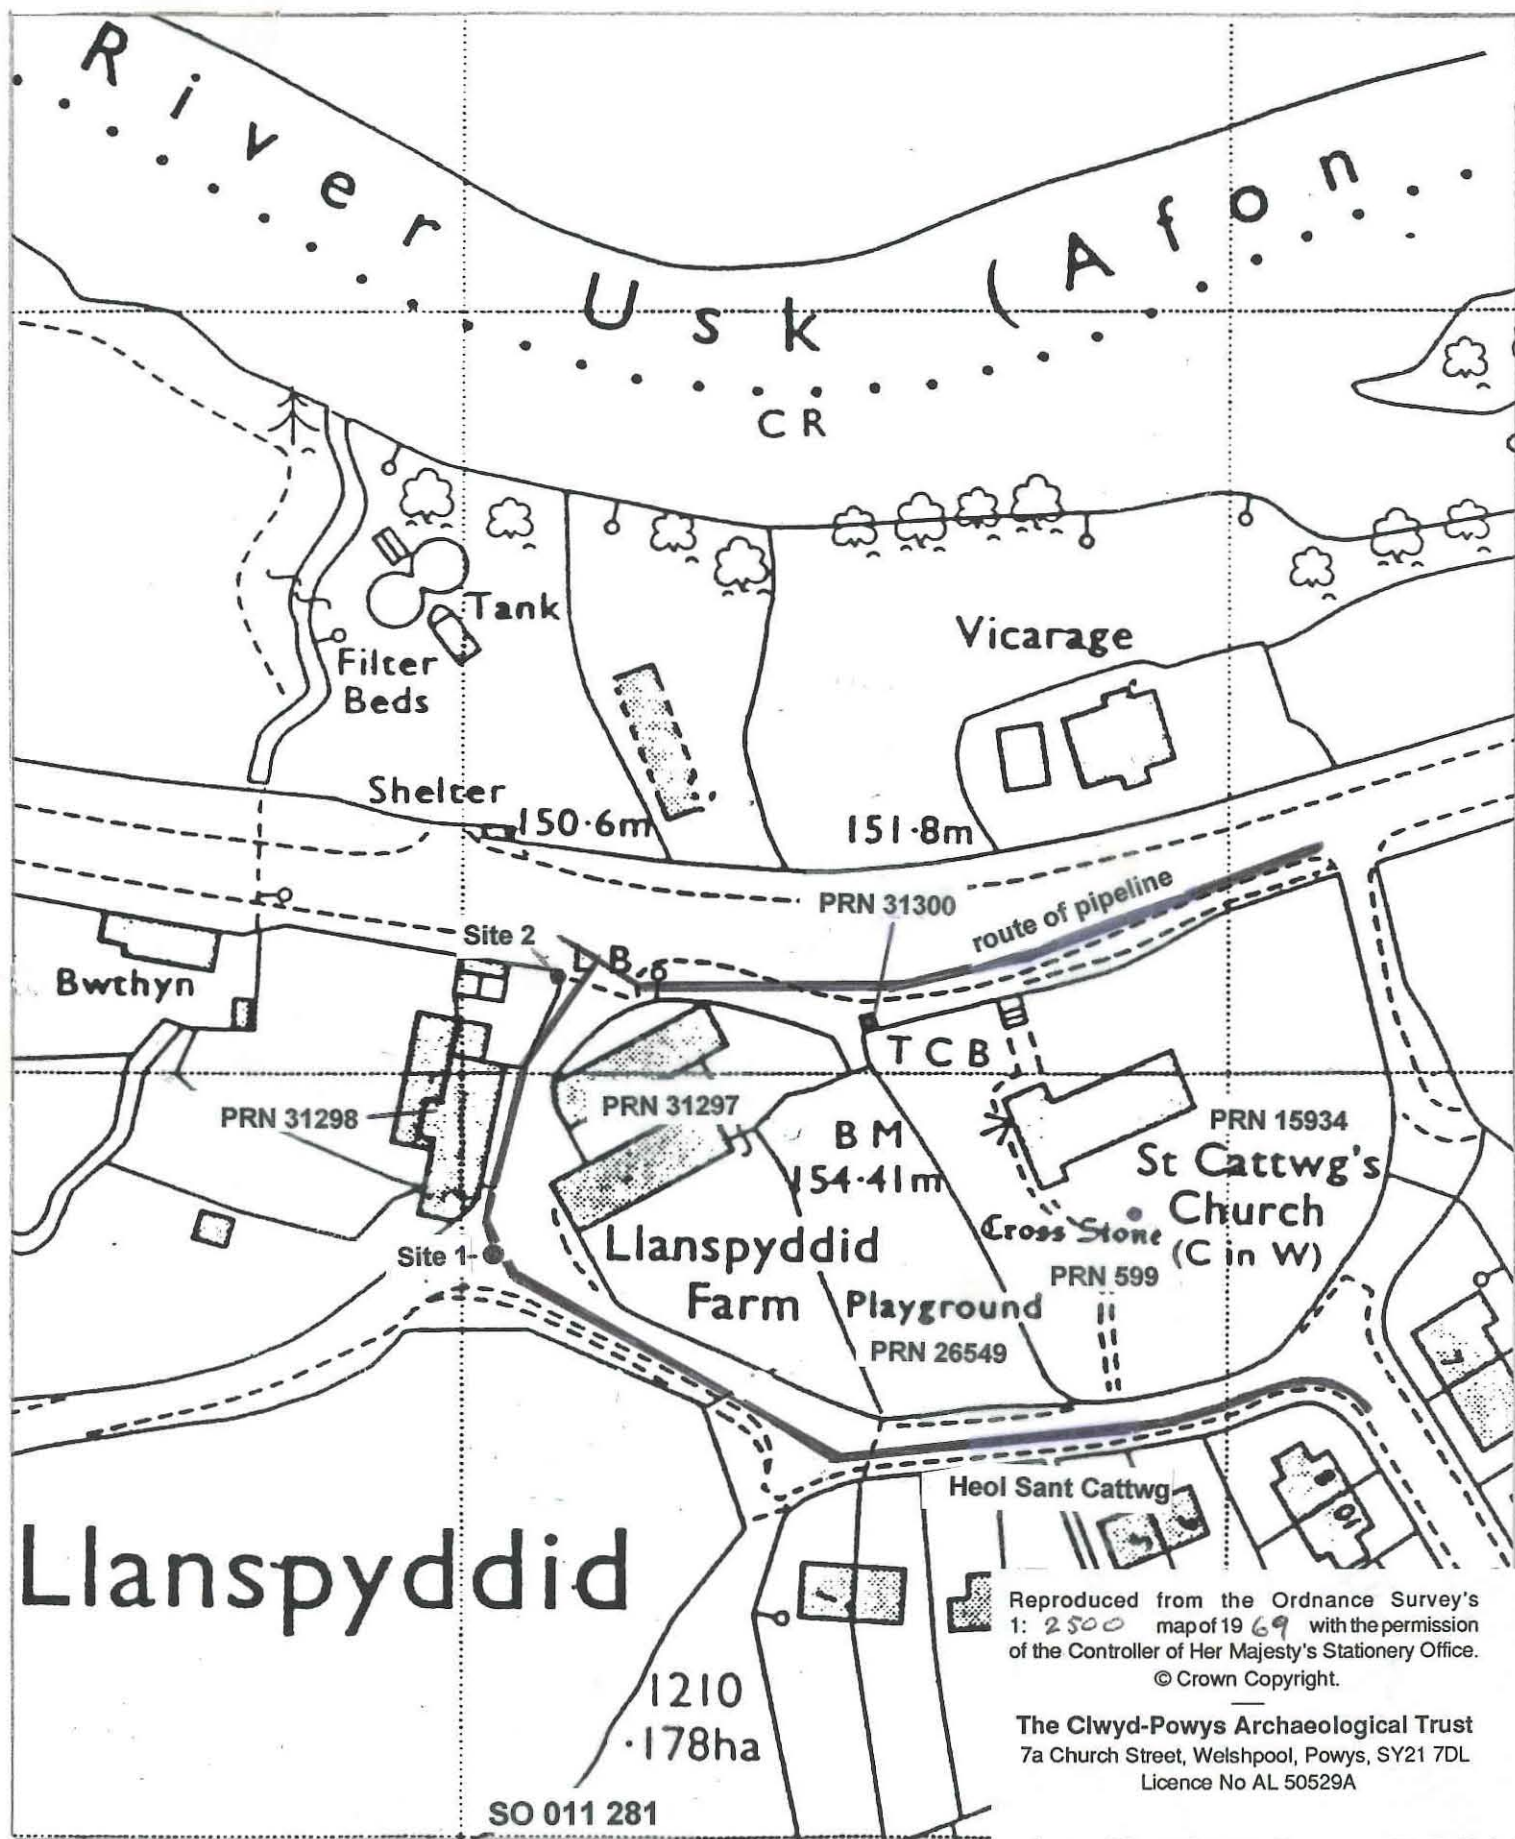 River Usk (Afon
CR
Tank
Filter
Beds
Vicarage
Shelter
150·6m
151·8m
PRN 31300
route of pipeline
Site 2
L B
Bwthyn
TCB
PRN 31298
PRN 31297
BM
154·41m
PRN 15934
St Cattwg's
Church
(C in W)
Cross Stone
PRN 599
Site 1
Llanspyddid
Farm
Playground
PRN 26549
Heol Sant Cattwg
Llanspyddid
1210
·178ha
SO 011 281
8
10
Reproduced from the Ordnance Survey's
1: 2500 map of 19 69 with the permission
of the Controller of Her Majesty's Stationery Office.
© Crown Copyright.
The Clwyd-Powys Archaeological Trust
7a Church Street, Welshpool, Powys, SY21 7DL
Licence No AL 50529A